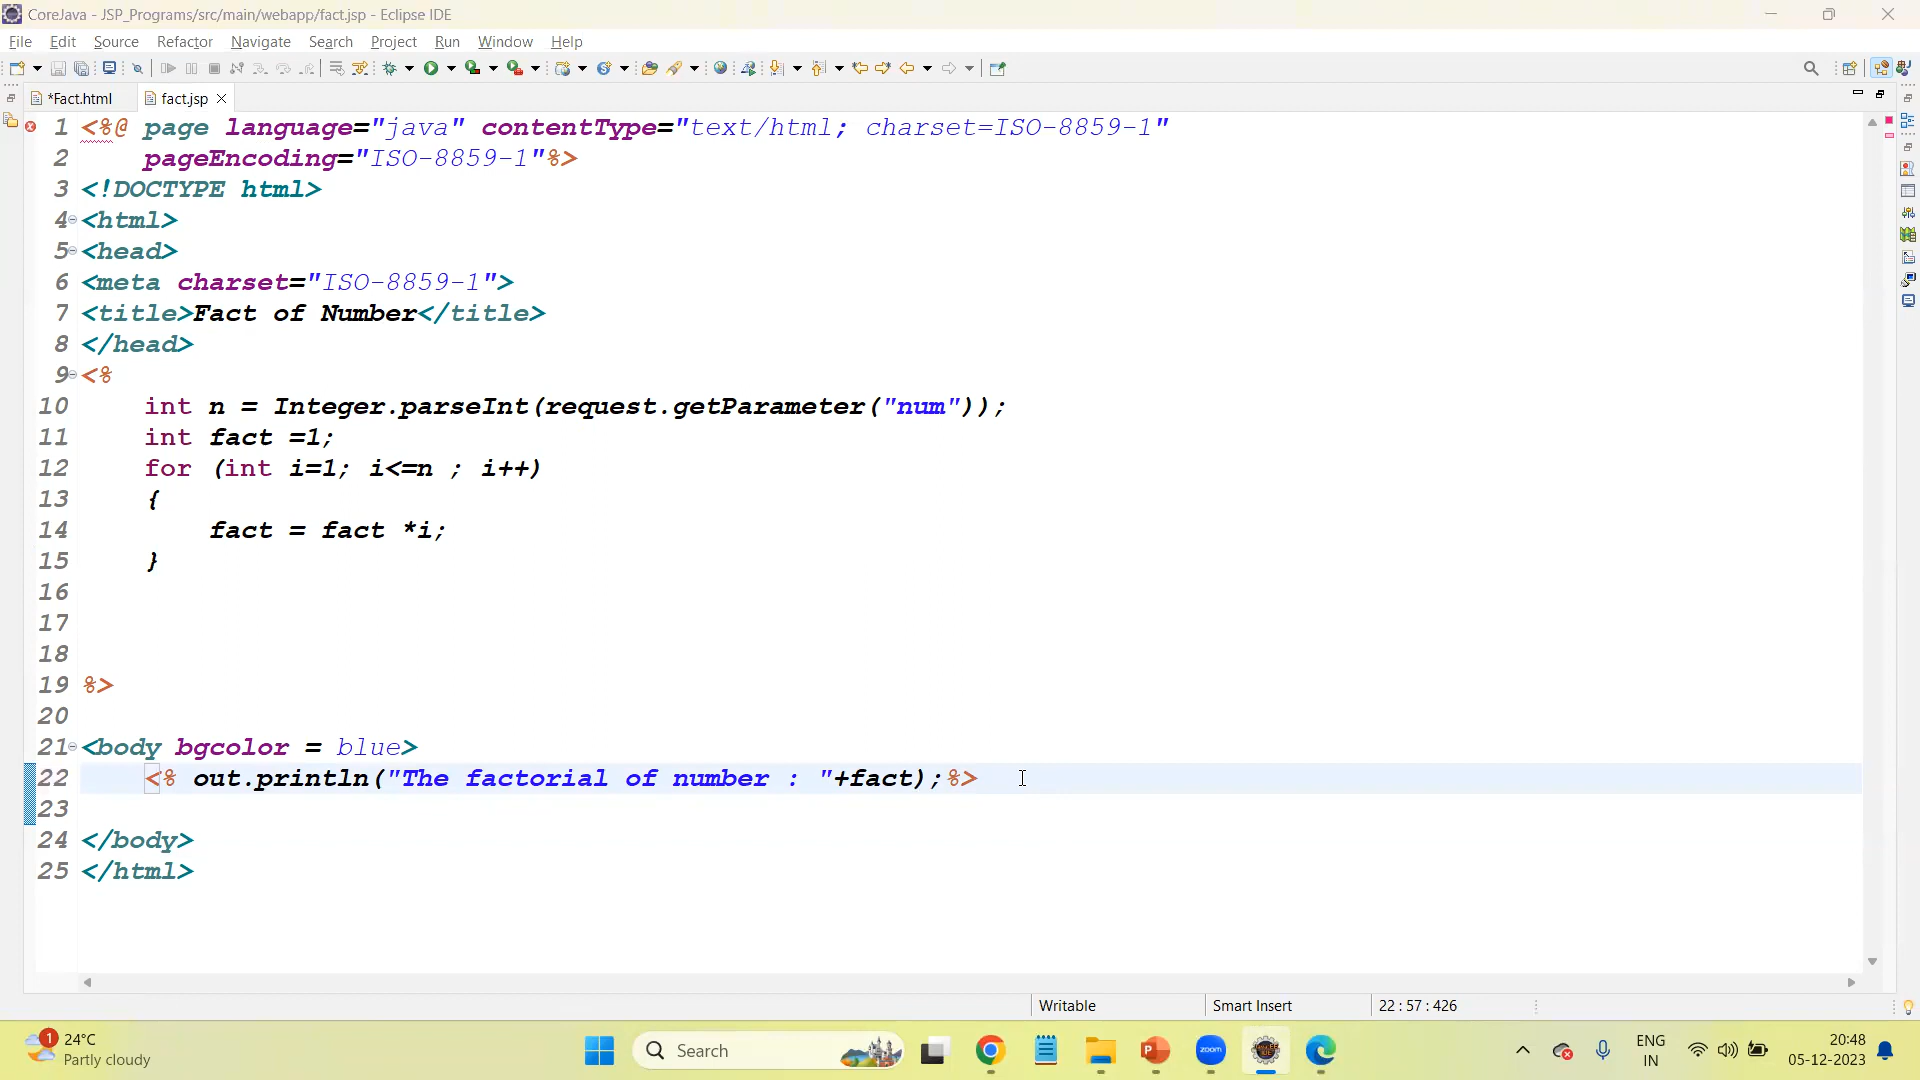 CoreJava - JSP_Programs/src/main/webapp/fact.jsp - Eclipse IDE
File Edit Source Refactor Navigate Search Project Run Window Help
*Fact.html fact.jsp
1 <%@ page language="java" contentType="text/html; charset=ISO-8859-1"
2 pageEncoding="ISO-8859-1"%>
3 <!DOCTYPE html>
4 <html>
5 <head>
6 <meta charset="ISO-8859-1">
7 <title>Fact of Number</title>
8 </head>
9 <%
10 int n = Integer.parseInt(request.getParameter("num"));
11 int fact =1;
12 for (int i=1; i<=n ; i++)
13 {
14 fact = fact *i;
15 }
16
17
18
19 %>
20
21 <body bgcolor = blue>
22 <% out.println("The factorial of number : "+fact);%>
23
24 </body>
25 </html>
Writable Smart Insert 22 : 57 : 426
1 24°C
Partly cloudy
Search
zoom
ENG
IN
20:48
05-12-2023